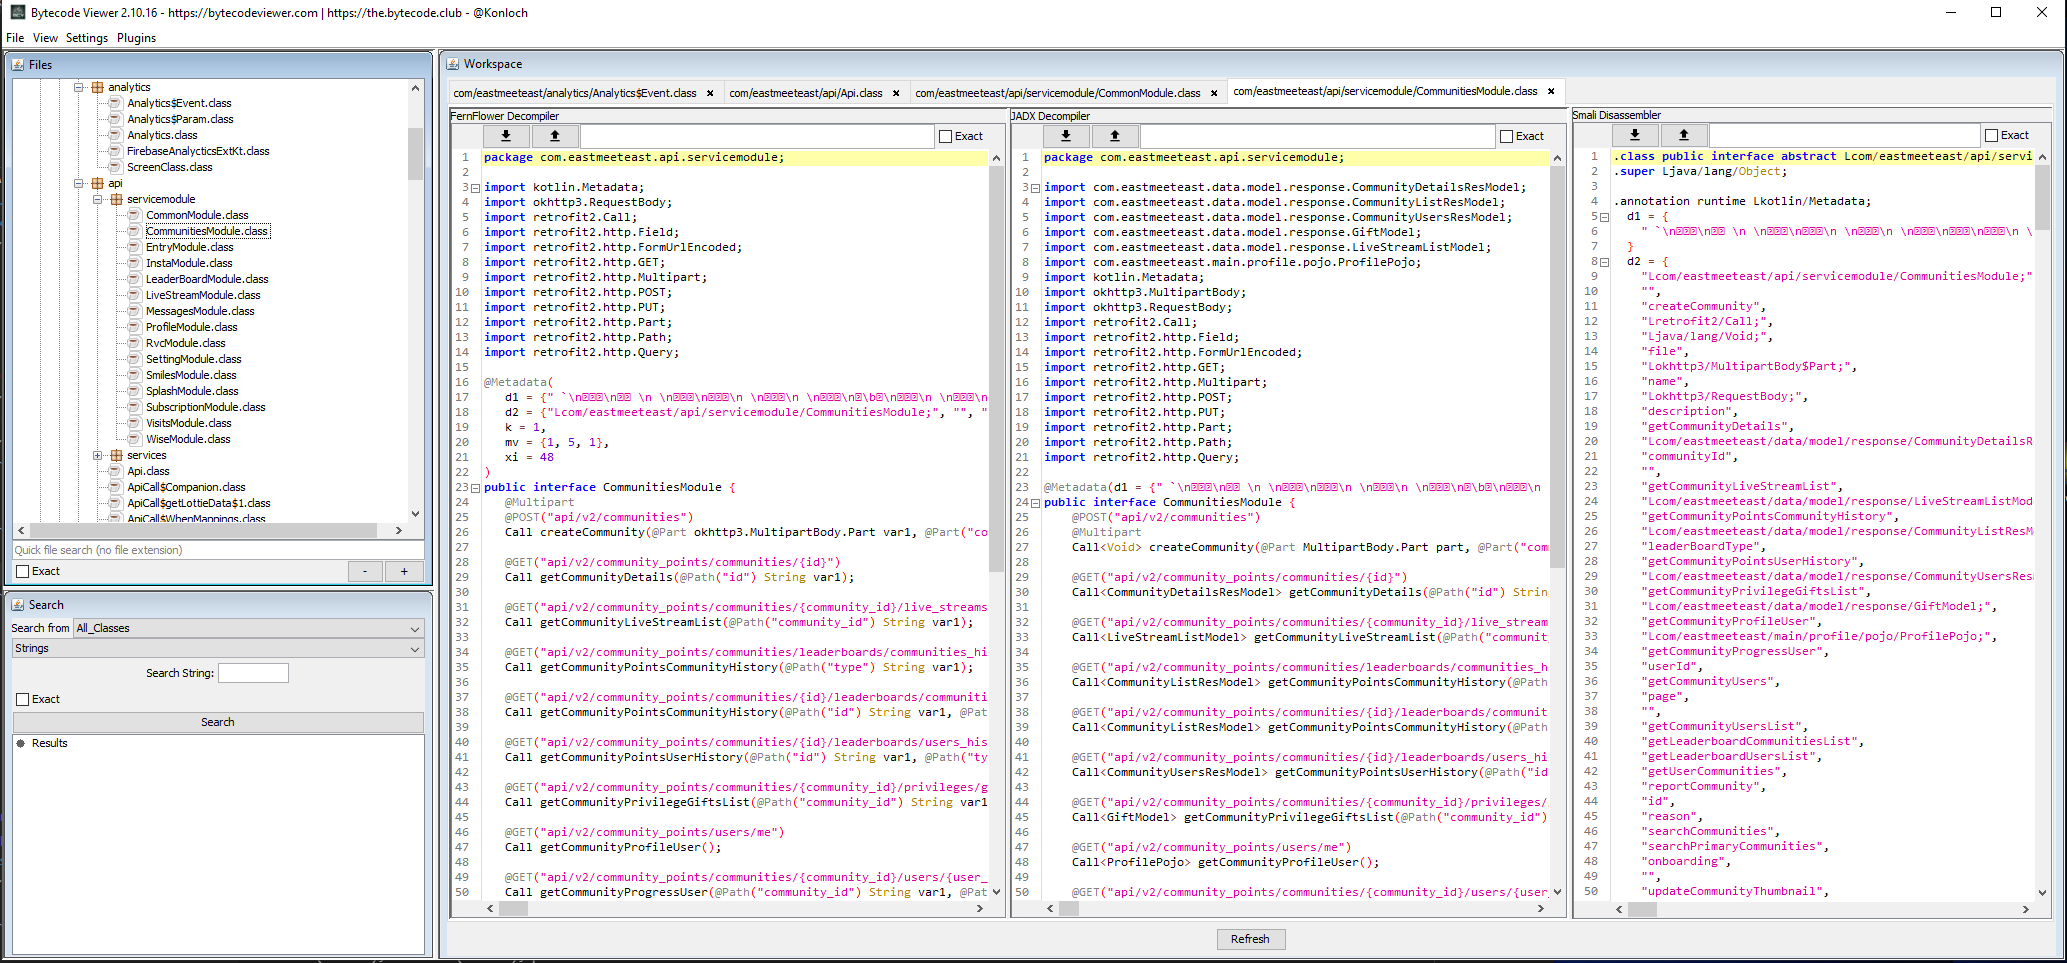 Bytecode Viewer 2.10.16 - https://bytecodeviewer.com | https://the.bytecode.club - @Konloch
File View Settings Plugins
Files
analytics
Analytics$Event.class
Analytics$Param.class
Analytics.class
FirebaseAnalycticsExtKt.class
ScreenClass.class
api
servicemodule
CommonModule.class
CommunitiesModule.class
EntryModule.class
InstaModule.class
LeaderBoardModule.class
LiveStreamModule.class
MessagesModule.class
ProfileModule.class
RvcModule.class
SettingModule.class
SmilesModule.class
SplashModule.class
SubscriptionModule.class
VisitsModule.class
WiseModule.class
services
Api.class
ApiCall$Companion.class
ApiCall$getLottieData$1.class
ApiCall$WhenMappings.class
Quick file search (no file extension)
Exact - +
Search
Search from All_Classes
Strings
Search String:
Exact
Search
Results
Workspace
com/eastmeeteast/analytics/Analytics$Event.class × com/eastmeeteast/api/Api.class × com/eastmeeteast/api/servicemodule/CommonModule.class × com/eastmeeteast/api/servicemodule/CommunitiesModule.class ×
FernFlower Decompiler
Exact
1 package com.eastmeeteast.api.servicemodule;
2
3 import kotlin.Metadata;
4 import okhttp3.RequestBody;
5 import retrofit2.Call;
6 import retrofit2.http.Field;
7 import retrofit2.http.FormUrlEncoded;
8 import retrofit2.http.GET;
9 import retrofit2.http.Multipart;
10 import retrofit2.http.POST;
11 import retrofit2.http.PUT;
12 import retrofit2.http.Part;
13 import retrofit2.http.Path;
14 import retrofit2.http.Query;
15
16 @Metadata(
17 d1 = {"
18 d2 = {"Lcom/eastmeeteast/api/servicemodule/CommunitiesModule;", "", "
19 k = 1,
20 mv = {1, 5, 1},
21 xi = 48
22 )
23 public interface CommunitiesModule {
24 @Multipart
25 @POST("api/v2/communities")
26 Call createCommunity(@Part okhttp3.MultipartBody.Part var1, @Part("co
27
28 @GET("api/v2/community_points/communities/{id}")
29 Call getCommunityDetails(@Path("id") String var1);
30
31 @GET("api/v2/community_points/communities/{community_id}/live_streams
32 Call getCommunityLiveStreamList(@Path("community_id") String var1);
33
34 @GET("api/v2/community_points/communities/leaderboards/communities_hi
35 Call getCommunityPointsCommunityHistory(@Path("type") String var1);
36
37 @GET("api/v2/community_points/communities/{id}/leaderboards/communiti
38 Call getCommunityPointsCommunityHistory(@Path("id") String var1, @Pat
39
40 @GET("api/v2/community_points/communities/{id}/leaderboards/users_his
41 Call getCommunityPointsUserHistory(@Path("id") String var1, @Path("ty
42
43 @GET("api/v2/community_points/communities/{community_id}/privileges/g
44 Call getCommunityPrivilegeGiftsList(@Path("community_id") String var1
45
46 @GET("api/v2/community_points/users/me")
47 Call getCommunityProfileUser();
48
49 @GET("api/v2/community_points/communities/{community_id}/users/{user_
50 Call getCommunityProgressUser(@Path("community_id") String var1, @Pat
JADX Decompiler
Exact
1 package com.eastmeeteast.api.servicemodule;
2
3 import com.eastmeeteast.data.model.response.CommunityDetailsResModel;
4 import com.eastmeeteast.data.model.response.CommunityListResModel;
5 import com.eastmeeteast.data.model.response.CommunityUsersResModel;
6 import com.eastmeeteast.data.model.response.GiftModel;
7 import com.eastmeeteast.data.model.response.LiveStreamListModel;
8 import com.eastmeeteast.main.profile.pojo.ProfilePojo;
9 import kotlin.Metadata;
10 import okhttp3.MultipartBody;
11 import okhttp3.RequestBody;
12 import retrofit2.Call;
13 import retrofit2.http.Field;
14 import retrofit2.http.FormUrlEncoded;
15 import retrofit2.http.GET;
16 import retrofit2.http.Multipart;
17 import retrofit2.http.POST;
18 import retrofit2.http.PUT;
19 import retrofit2.http.Part;
20 import retrofit2.http.Path;
21 import retrofit2.http.Query;
22
23 @Metadata(d1 = {"
24 public interface CommunitiesModule {
25 @POST("api/v2/communities")
26 @Multipart
27 Call<Void> createCommunity(@Part MultipartBody.Part part, @Part("com
28
29 @GET("api/v2/community_points/communities/{id}")
30 Call<CommunityDetailsResModel> getCommunityDetails(@Path("id") Strin
31
32 @GET("api/v2/community_points/communities/{community_id}/live_stream
33 Call<LiveStreamListModel> getCommunityLiveStreamList(@Path("communit
34
35 @GET("api/v2/community_points/communities/leaderboards/communities_h
36 Call<CommunityListResModel> getCommunityPointsCommunityHistory(@Path
37
38 @GET("api/v2/community_points/communities/{id}/leaderboards/communit
39 Call<CommunityListResModel> getCommunityPointsCommunityHistory(@Path
40
41 @GET("api/v2/community_points/communities/{id}/leaderboards/users_hi
42 Call<CommunityUsersResModel> getCommunityPointsUserHistory(@Path("id
43
44 @GET("api/v2/community_points/communities/{community_id}/privileges/
45 Call<GiftModel> getCommunityPrivilegeGiftsList(@Path("community_id")
46
47 @GET("api/v2/community_points/users/me")
48 Call<ProfilePojo> getCommunityProfileUser();
49
50 @GET("api/v2/community_points/communities/{community_id}/users/{user
Smali Disassembler
Exact
1 .class public interface abstract Lcom/eastmeeteast/api/servi
2 .super Ljava/lang/Object;
3
4 .annotation runtime Lkotlin/Metadata;
5 d1 = {
6
7 }
8 d2 = {
9 "Lcom/eastmeeteast/api/servicemodule/CommunitiesModule;"
10 "",
11 "createCommunity",
12 "Lretrofit2/Call;",
13 "Ljava/lang/Void;",
14 "file",
15 "Lokhttp3/MultipartBody$Part;",
16 "name",
17 "Lokhttp3/RequestBody;",
18 "description",
19 "getCommunityDetails",
20 "Lcom/eastmeeteast/data/model/response/CommunityDetailsR
21 "communityId",
22 "",
23 "getCommunityLiveStreamList",
24 "Lcom/eastmeeteast/data/model/response/LiveStreamListMod
25 "getCommunityPointsCommunityHistory",
26 "Lcom/eastmeeteast/data/model/response/CommunityListResM
27 "leaderBoardType",
28 "getCommunityPointsUserHistory",
29 "Lcom/eastmeeteast/data/model/response/CommunityUsersRes
30 "getCommunityPrivilegeGiftsList",
31 "Lcom/eastmeeteast/data/model/response/GiftModel;",
32 "getCommunityProfileUser",
33 "Lcom/eastmeeteast/main/profile/pojo/ProfilePojo;",
34 "getCommunityProgressUser",
35 "userId",
36 "getCommunityUsers",
37 "page",
38 "",
39 "getCommunityUsersList",
40 "getLeaderboardCommunitiesList",
41 "getLeaderboardUsersList",
42 "getUserCommunities",
43 "reportCommunity",
44 "id",
45 "reason",
46 "searchCommunities",
47 "searchPrimaryCommunities",
48 "onboarding",
49 "",
50 "updateCommunityThumbnail",
Refresh